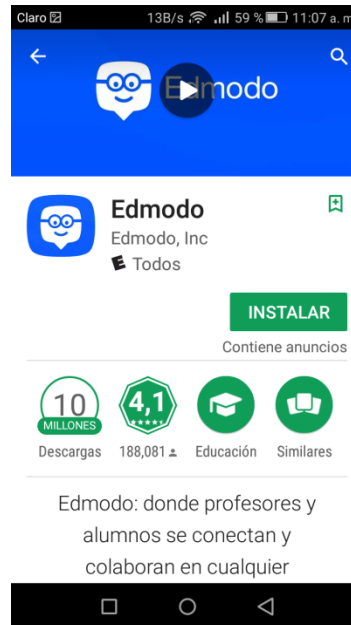 Claro 13B/s 59 % 11:07 a. m
Edmodo
Edmodo
Edmodo, Inc
E Todos
INSTALAR
Contiene anuncios
10
MILLONES
Descargas
4,1
188,081
Educación
Similares
Edmodo: donde profesores y
alumnos se conectan y
colaboran en cualquier